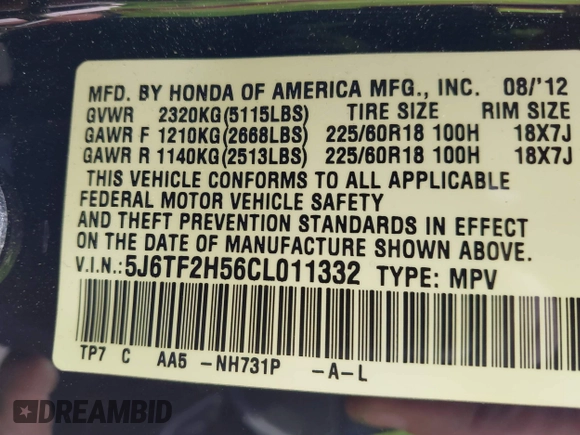 MFD. BY HONDA OF AMERICA MFG., INC. 08/'12
GVWR 2320KG(5115LBS) TIRE SIZE RIM SIZE
GAWR F 1210KG(2668LBS) 225/60R18 100H 18X7J
GAWR R 1140KG(2513LBS) 225/60R18 100H 18X7J
THIS VEHICLE CONFORMS TO ALL APPLICABLE
FEDERAL MOTOR VEHICLE SAFETY
AND THEFT PREVENTION STANDARDS IN EFFECT
ON THE DATE OF MANUFACTURE SHOWN ABOVE.
V.I.N.: 5J6TF2H56CL011332 TYPE: MPV
TP7 C AA5 -NH731P -A-L
DREAMBID